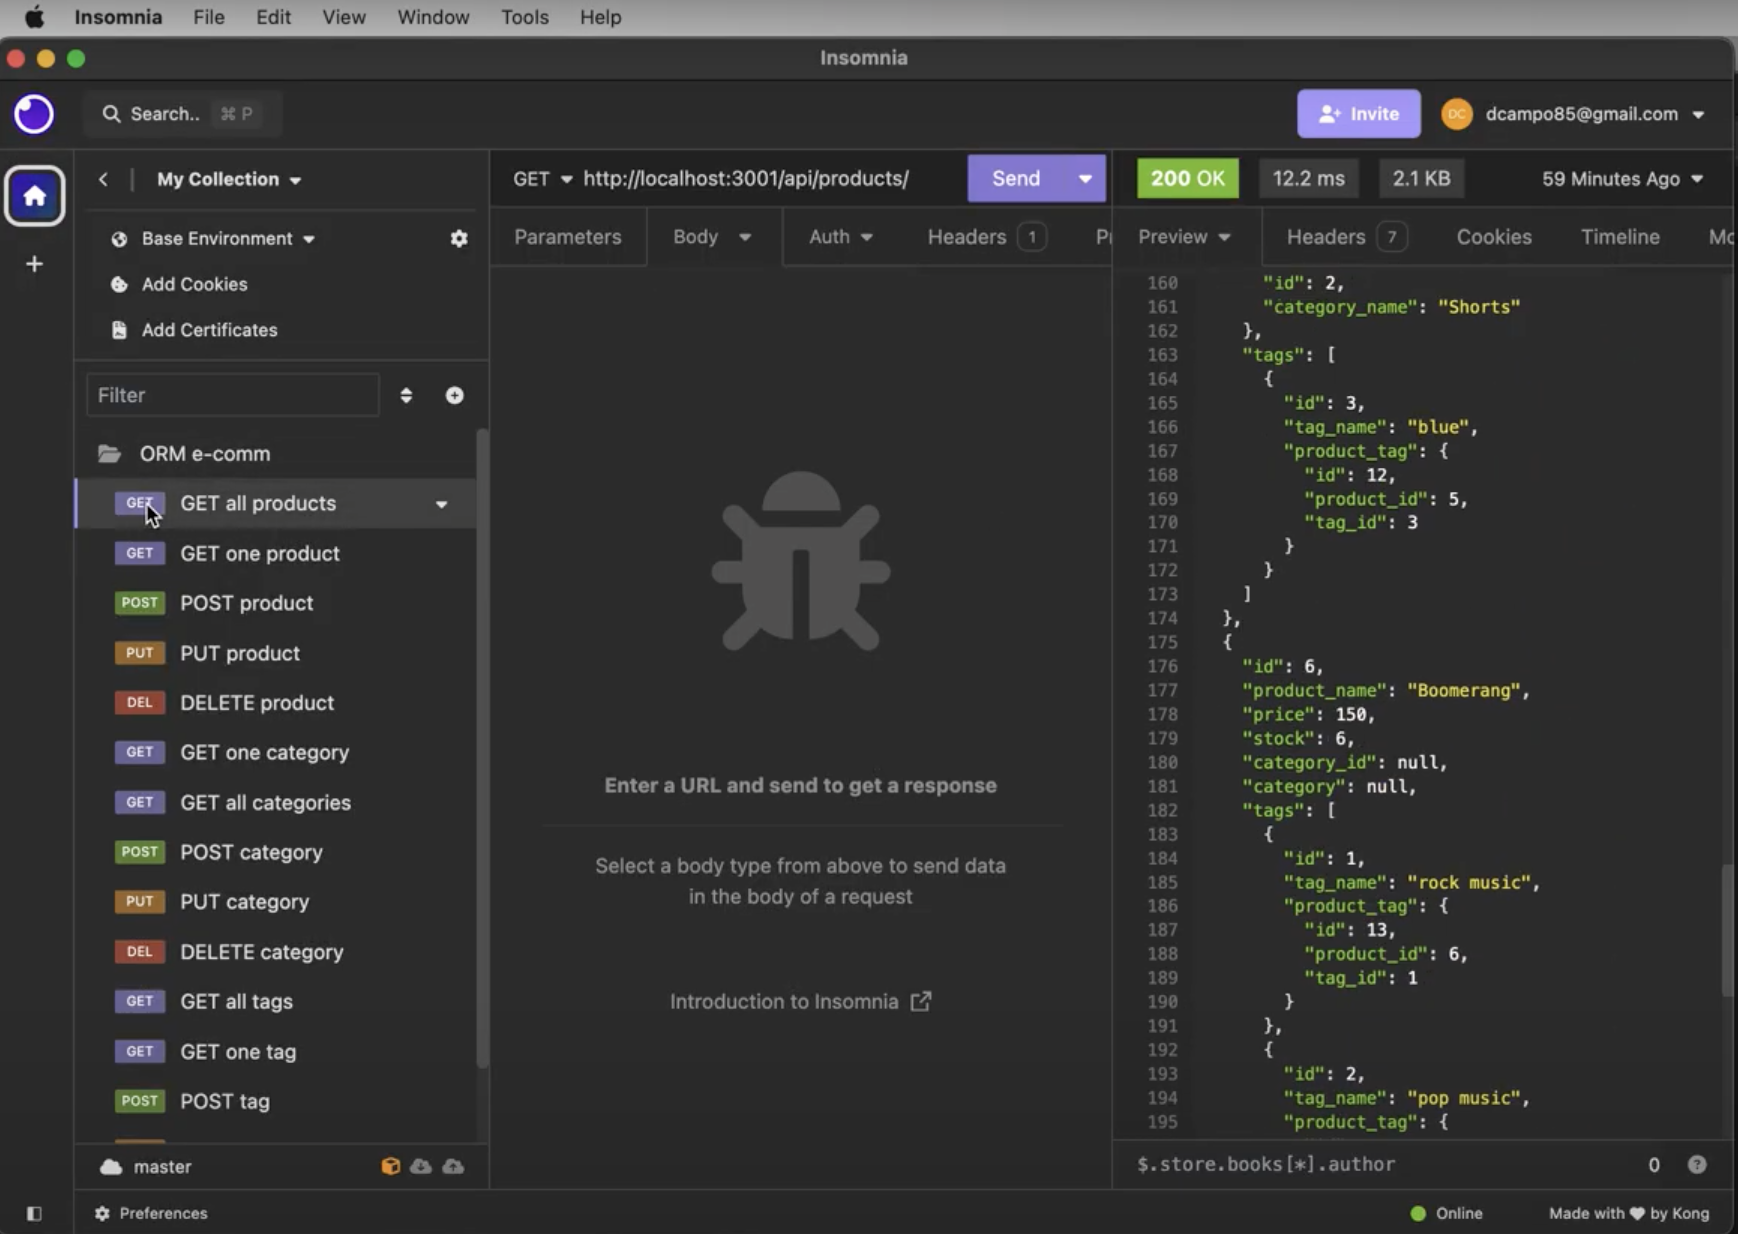 Insomnia File Edit View Window Tools Help
Insomnia
Search.. ⌘ P
Invite
DC
dcampo85@gmail.com
My Collection
Base Environment
Add Cookies
Add Certificates
Filter
ORM e-comm
GET GET all products
GET GET one product
POST POST product
PUT PUT product
DEL DELETE product
GET GET one category
GET GET all categories
POST POST category
PUT PUT category
DEL DELETE category
GET GET all tags
GET GET one tag
POST POST tag
master
Preferences
GET http://localhost:3001/api/products/ Send
Parameters Body Auth Headers 1 Pr
Enter a URL and send to get a response
Select a body type from above to send data
in the body of a request
Introduction to Insomnia
200 OK 12.2 ms 2.1 KB 59 Minutes Ago
Preview Headers 7 Cookies Timeline Mo
160 "id": 2,
161 "category_name": "Shorts"
162 },
163 "tags": [
164 {
165 "id": 3,
166 "tag_name": "blue",
167 "product_tag": {
168 "id": 12,
169 "product_id": 5,
170 "tag_id": 3
171 }
172 }
173 ]
174 },
175 {
176 "id": 6,
177 "product_name": "Boomerang",
178 "price": 150,
179 "stock": 6,
180 "category_id": null,
181 "category": null,
182 "tags": [
183 {
184 "id": 1,
185 "tag_name": "rock music",
186 "product_tag": {
187 "id": 13,
188 "product_id": 6,
189 "tag_id": 1
190 }
191 },
192 {
193 "id": 2,
194 "tag_name": "pop music",
195 "product_tag": {
$.store.books[*].author 0 ?
Online Made with ♥ by Kong